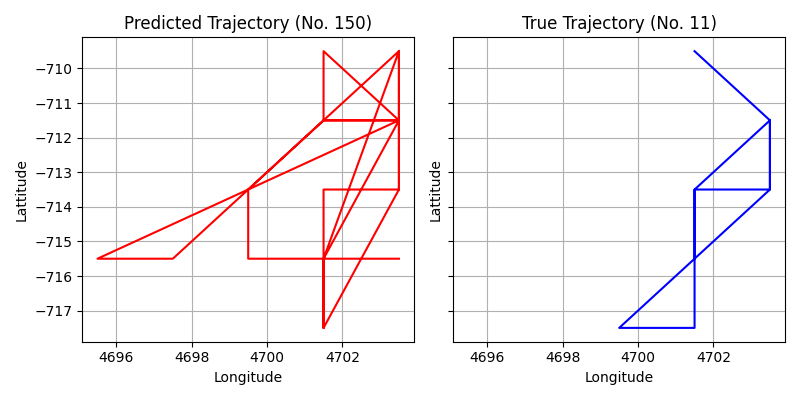 Predicted Trajectory (No. 150)
True Trajectory (No. 11)
Lattitude
−710
−711
−712
−713
−714
−715
−716
−717
4696
4698
4700
4702
Longitude
Lattitude
4696
4698
4700
4702
Longitude